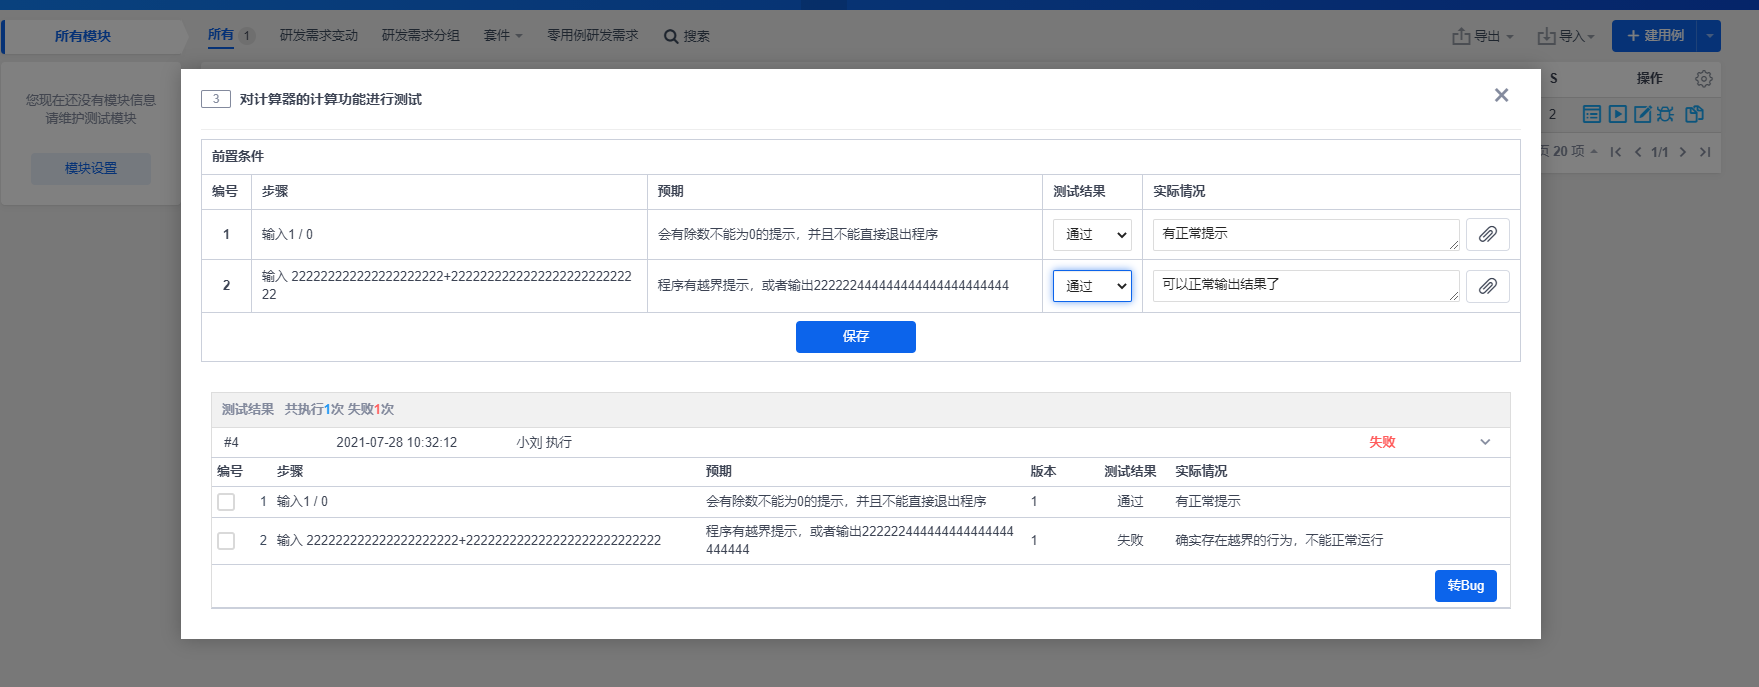 所有模块
所有 1 研发需求变动 研发需求分组 套件 零用例研发需求 搜索
导出 导入 + 建用例
您现在还没有模块信息
请维护测试模块
模块设置
S 操作
2
页 20 项 1/1
3 对计算器的计算功能进行测试
前置条件
编号 步骤 预期 测试结果 实际情况
1 输入1 / 0 会有除数不能为0的提示，并且不能直接退出程序 通过 有正常提示
2 输入 2222222222222222222222+2222222222222222222222222222 程序有越界提示，或者输出2222224444444444444444444444 通过 可以正常输出结果了
保存
测试结果 共执行1次 失败1次
#4 2021-07-28 10:32:12 小刘 执行 失败
编号 步骤 预期 版本 测试结果 实际情况
1 输入1 / 0 会有除数不能为0的提示，并且不能直接退出程序 1 通过 有正常提示
2 输入 2222222222222222222222+2222222222222222222222222222 程序有越界提示，或者输出2222224444444444444444444444 1 失败 确实存在越界的行为，不能正常运行
转Bug